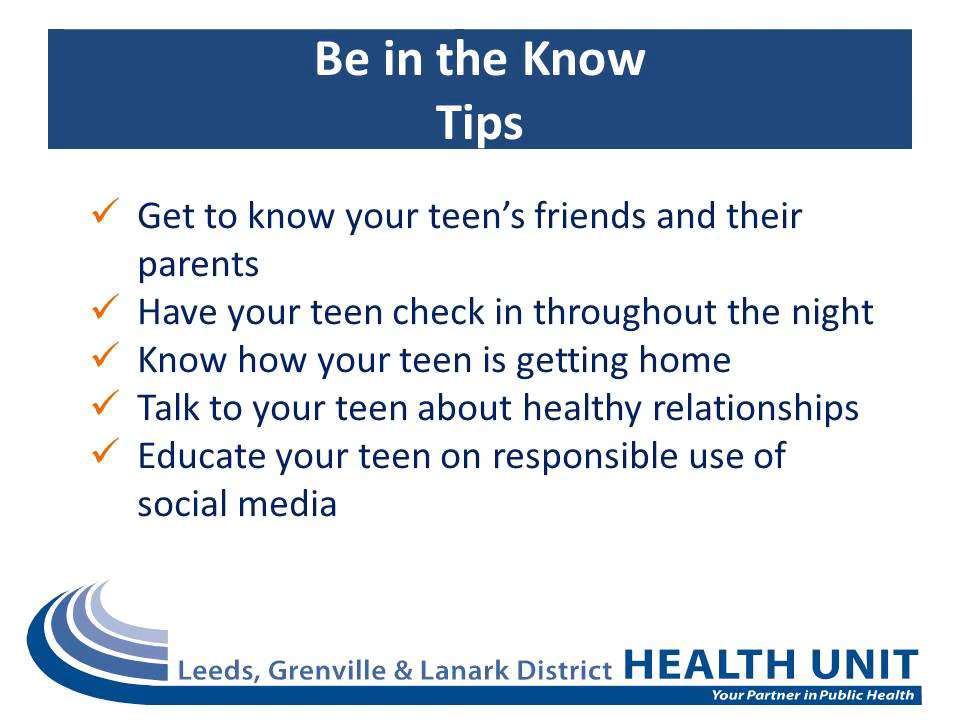 Be in the Know
Tips
✓ Get to know your teen’s friends and their
parents
✓ Have your teen check in throughout the night
✓ Know how your teen is getting home
✓ Talk to your teen about healthy relationships
✓ Educate your teen on responsible use of
social media
Leeds, Grenville & Lanark District HEALTH UNIT
Your Partner in Public Health